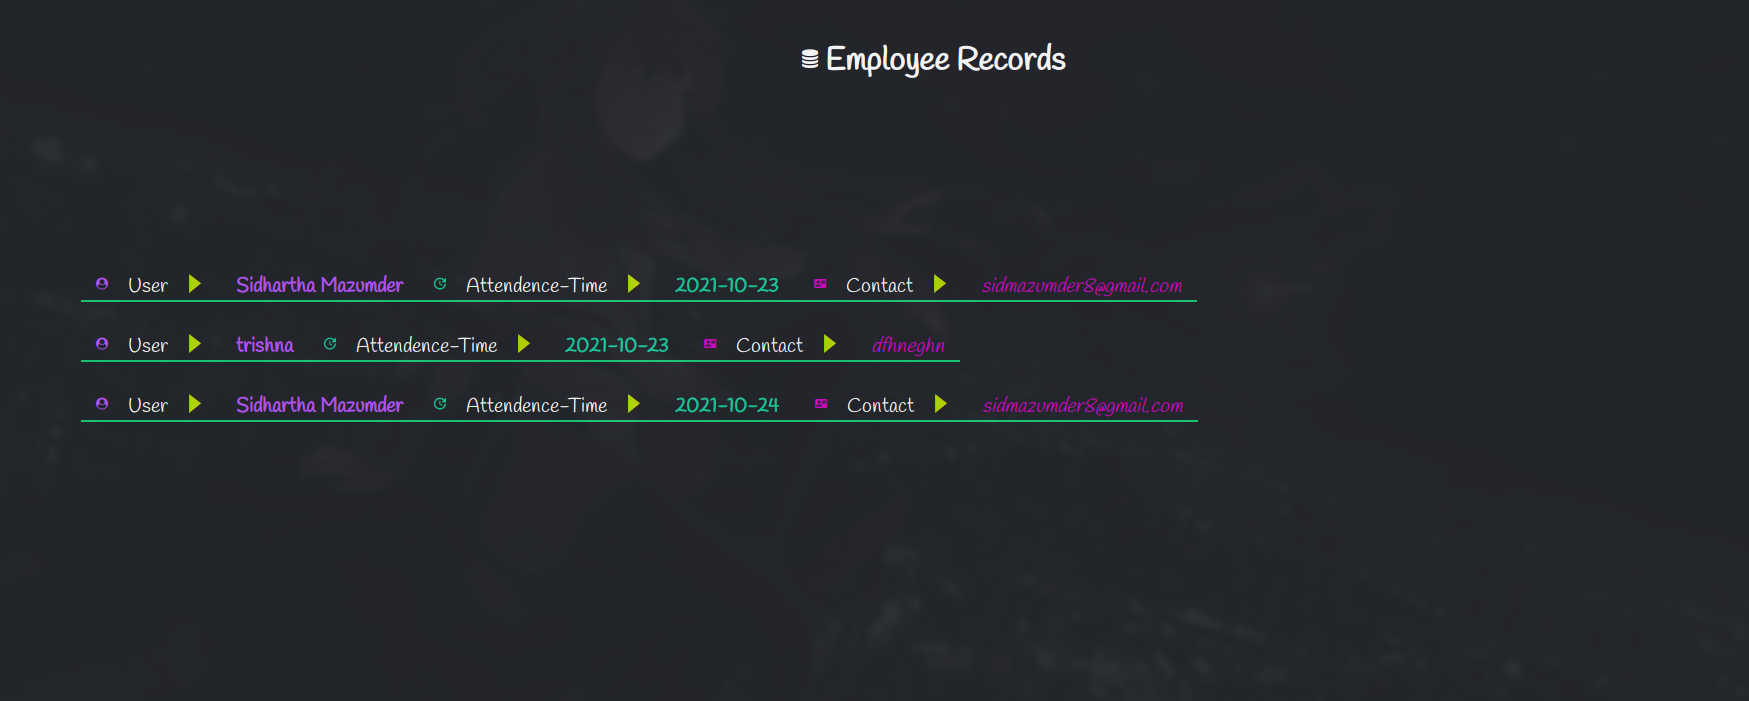 Employee Records
User Sidhartha Mazumder Attendence-Time 2021-10-23 Contact sidmazumder8@gmail.com
User trishna Attendence-Time 2021-10-23 Contact dfhneghn
User Sidhartha Mazumder Attendence-Time 2021-10-24 Contact sidmazumder8@gmail.com